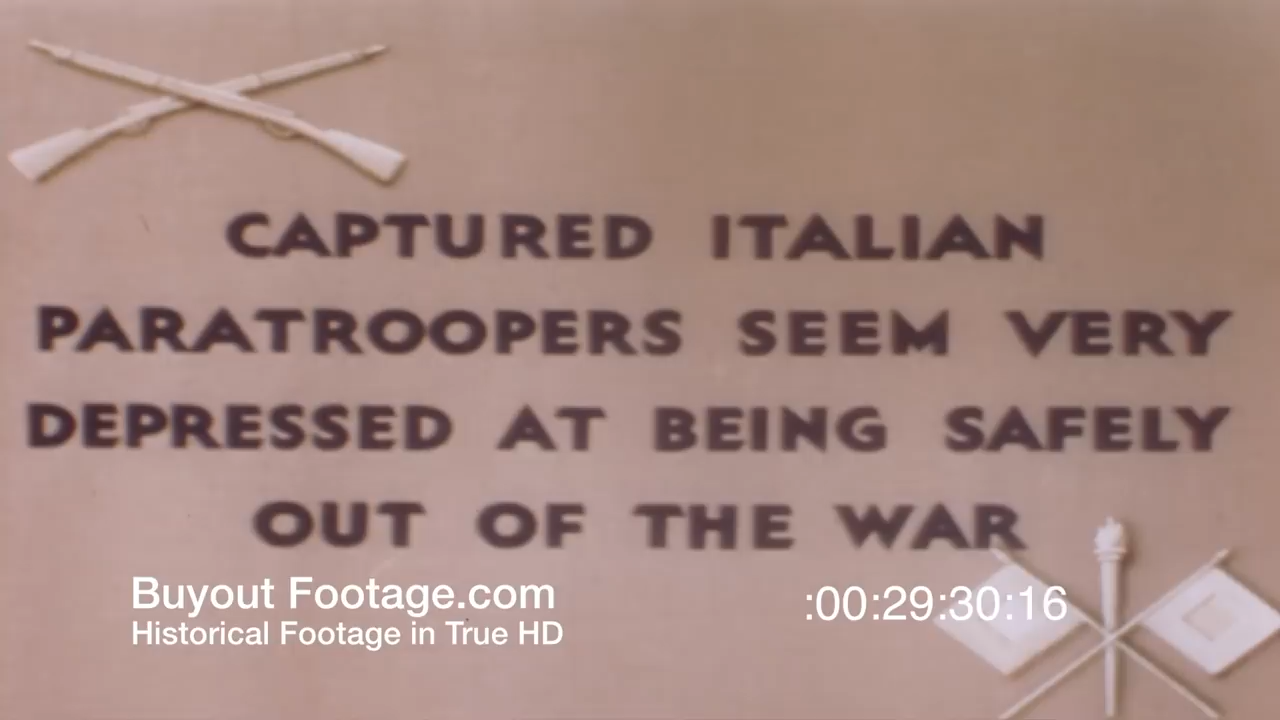 CAPTURED ITALIAN
PARATROOPERS SEEM VERY
DEPRESSED AT BEING SAFELY
OUT OF THE WAR
Buyout Footage.com
Historical Footage in True HD
:00:29:30:16